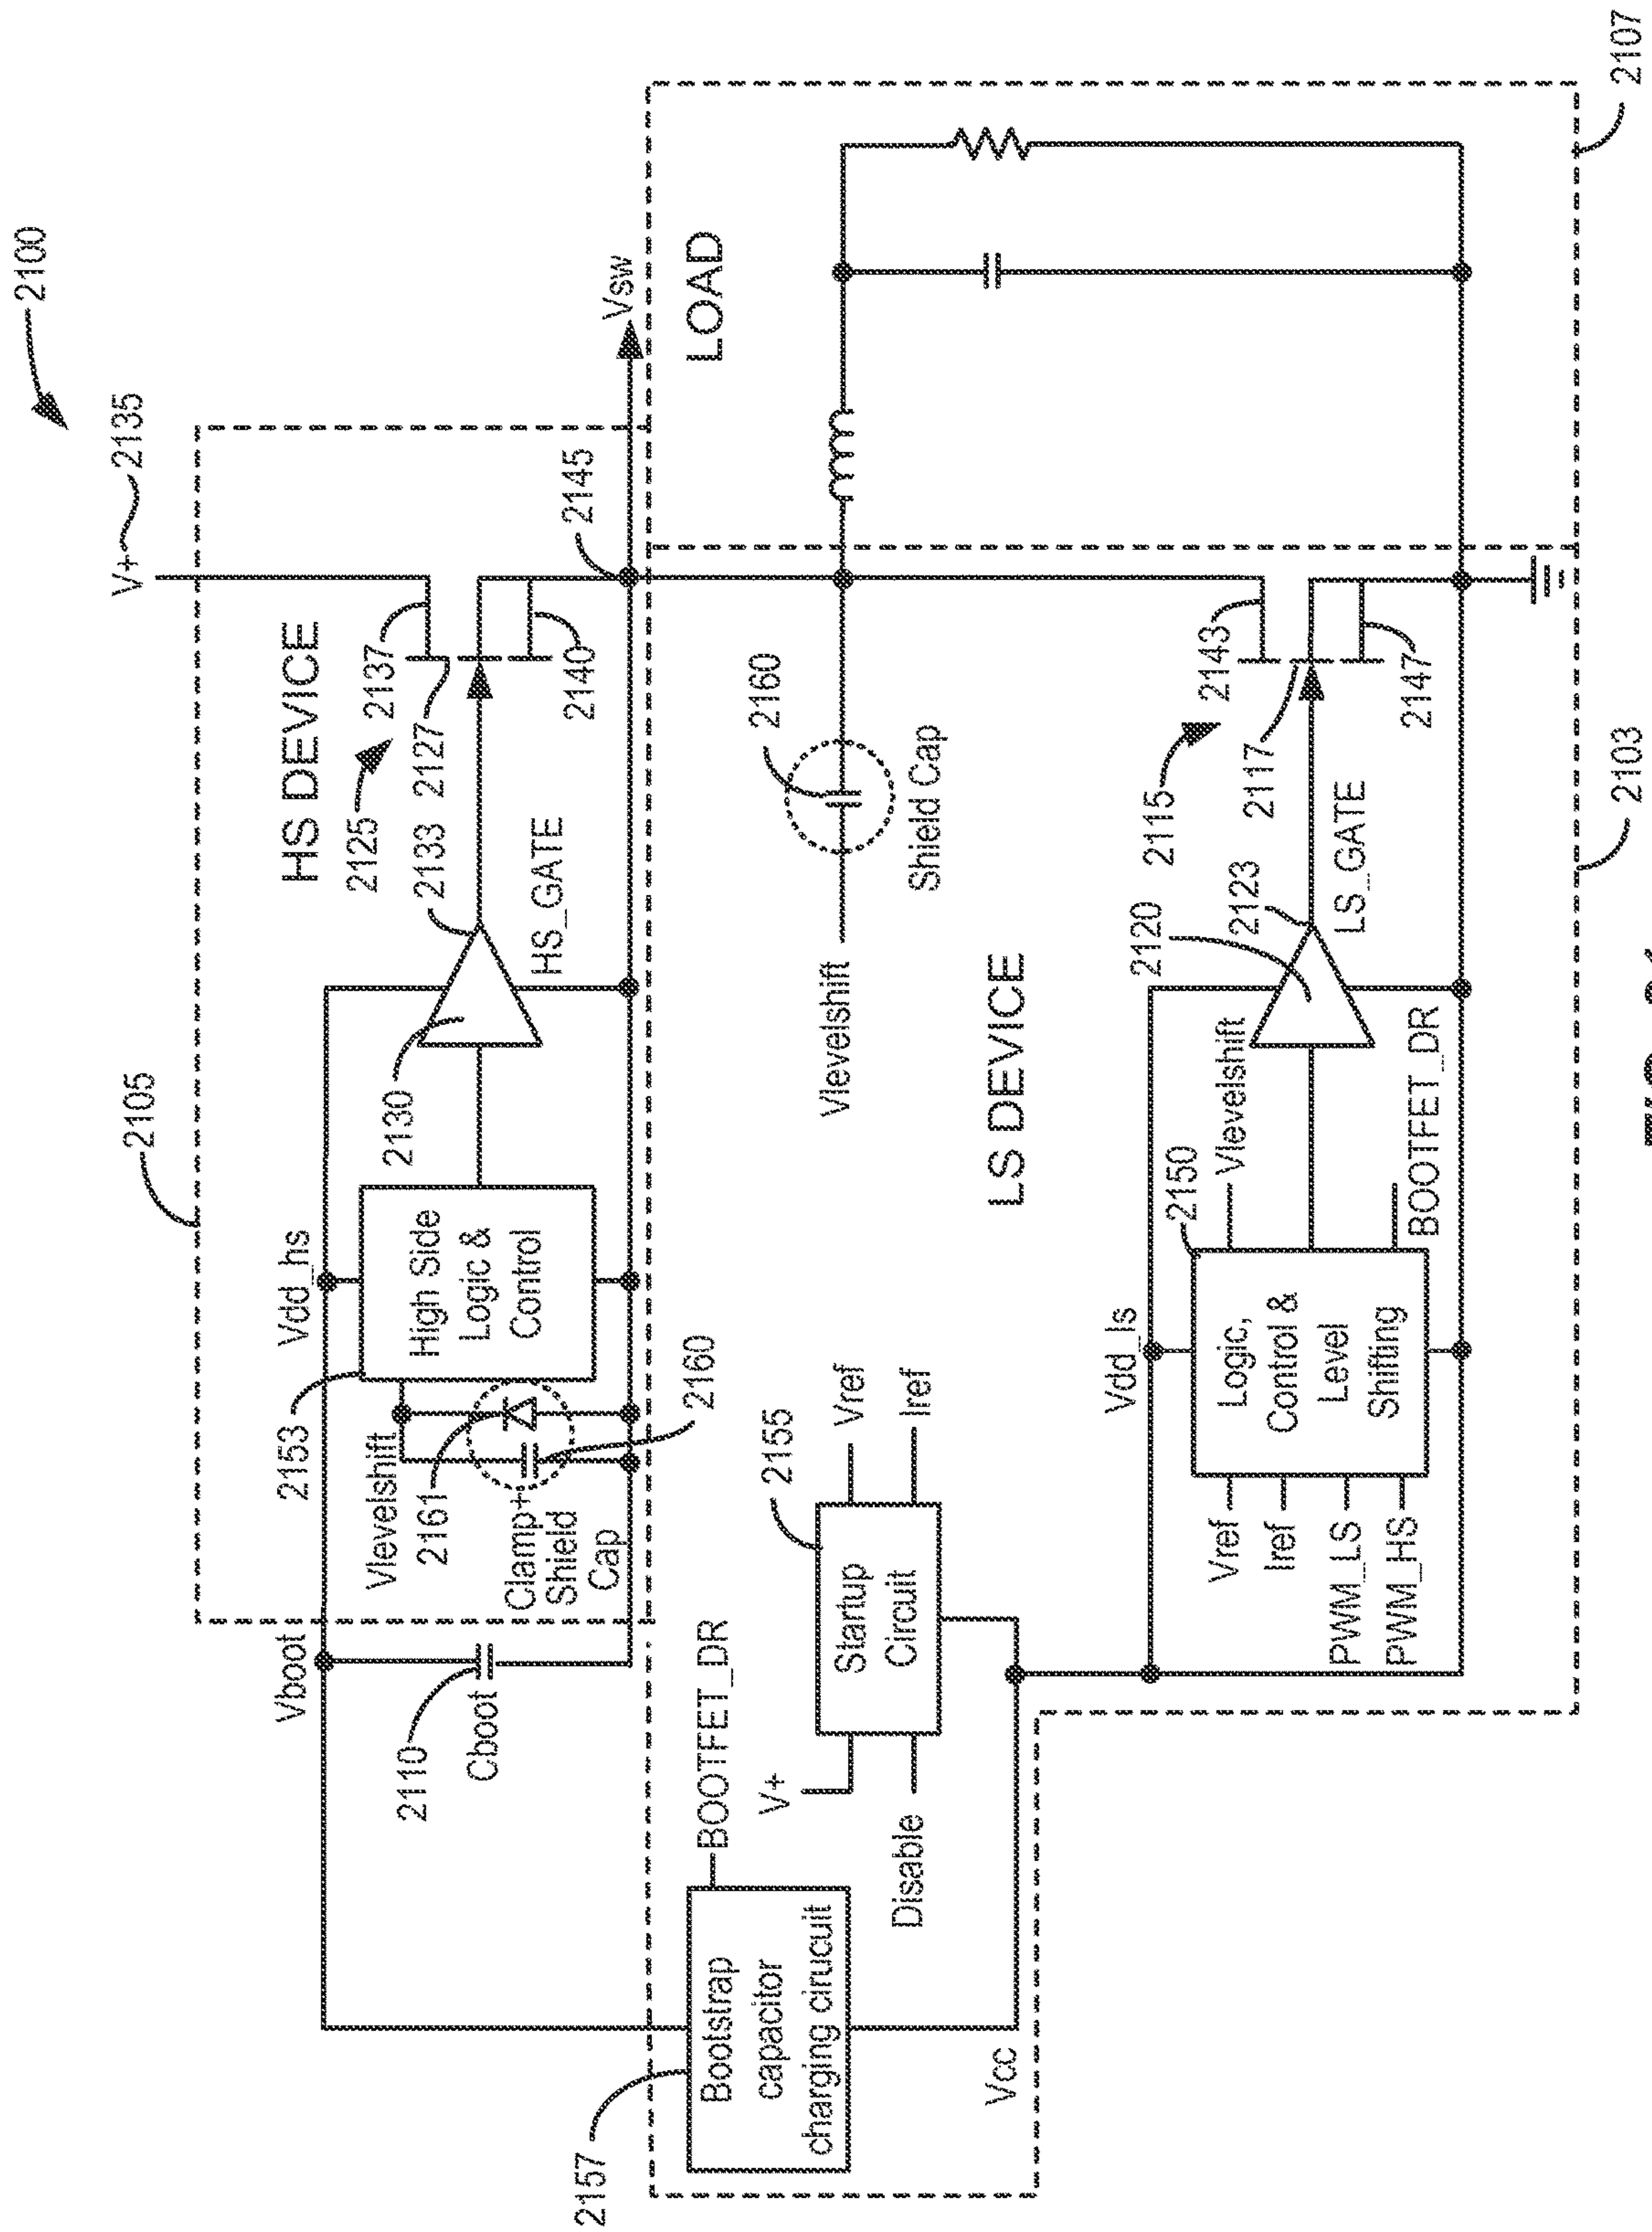 2100
V+
2135
2105
HS DEVICE
2125
2137
2127
2133
2140
2145
HS_GATE
2130
Vdd_hs
High Side
Logic &
Control
2153
Vlevelshift
2161
Clamp+
Shield
Cap
2160
Vboot
2110
Cboot
Vsw
LOAD
2107
2160
Shield Cap
Vlevelshift
LS DEVICE
2115
2143
2117
2147
2123
2120
LS_GATE
2150
Vlevelshift
BOOTFET_DR
Vdd_ls
Logic,
Control &
Level
Shifting
Vref
Iref
PWM_LS
PWM_HS
2103
2155
Vref
Iref
Startup
Circuit
V+
Disable
BOOTFET_DR
Bootstrap
capacitor
charging cirucuit
2157
Vcc